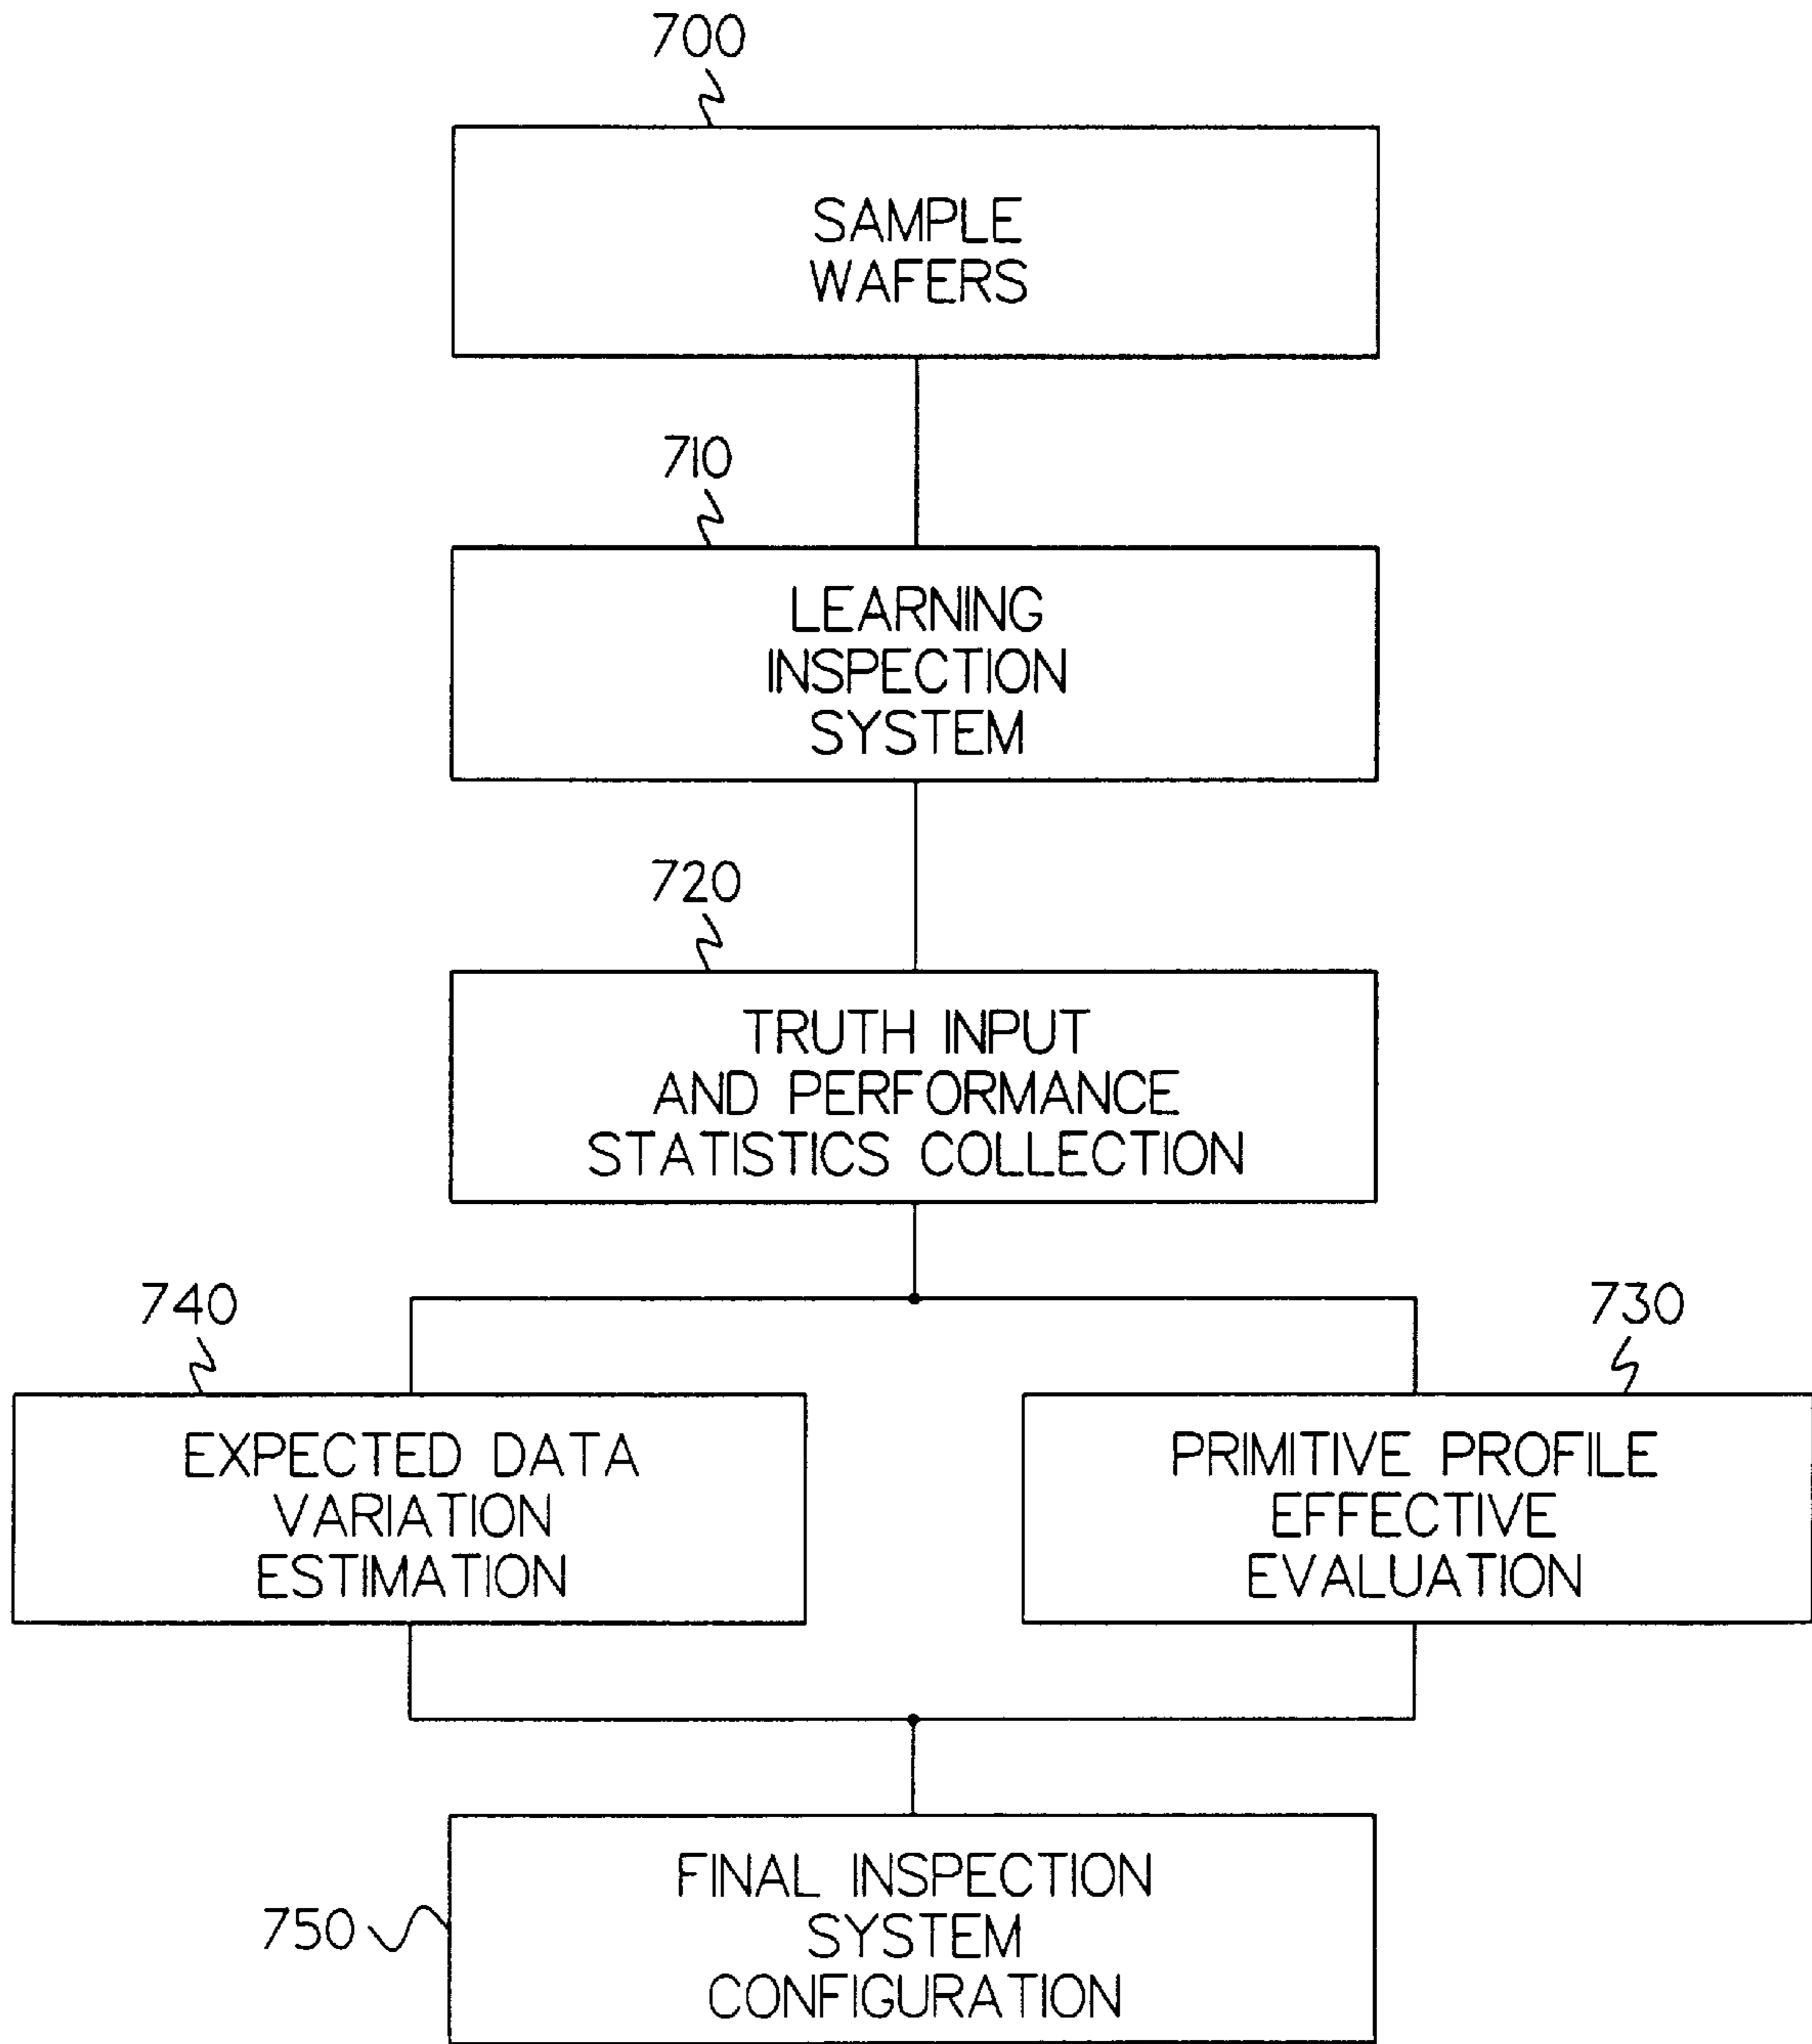 700
SAMPLE
WAFERS
710
LEARNING
INSPECTION
SYSTEM
720
TRUTH INPUT
AND PERFORMANCE
STATISTICS COLLECTION
740
730
EXPECTED DATA
VARIATION
ESTIMATION
PRIMITIVE PROFILE
EFFECTIVE
EVALUATION
750
FINAL INSPECTION
SYSTEM
CONFIGURATION